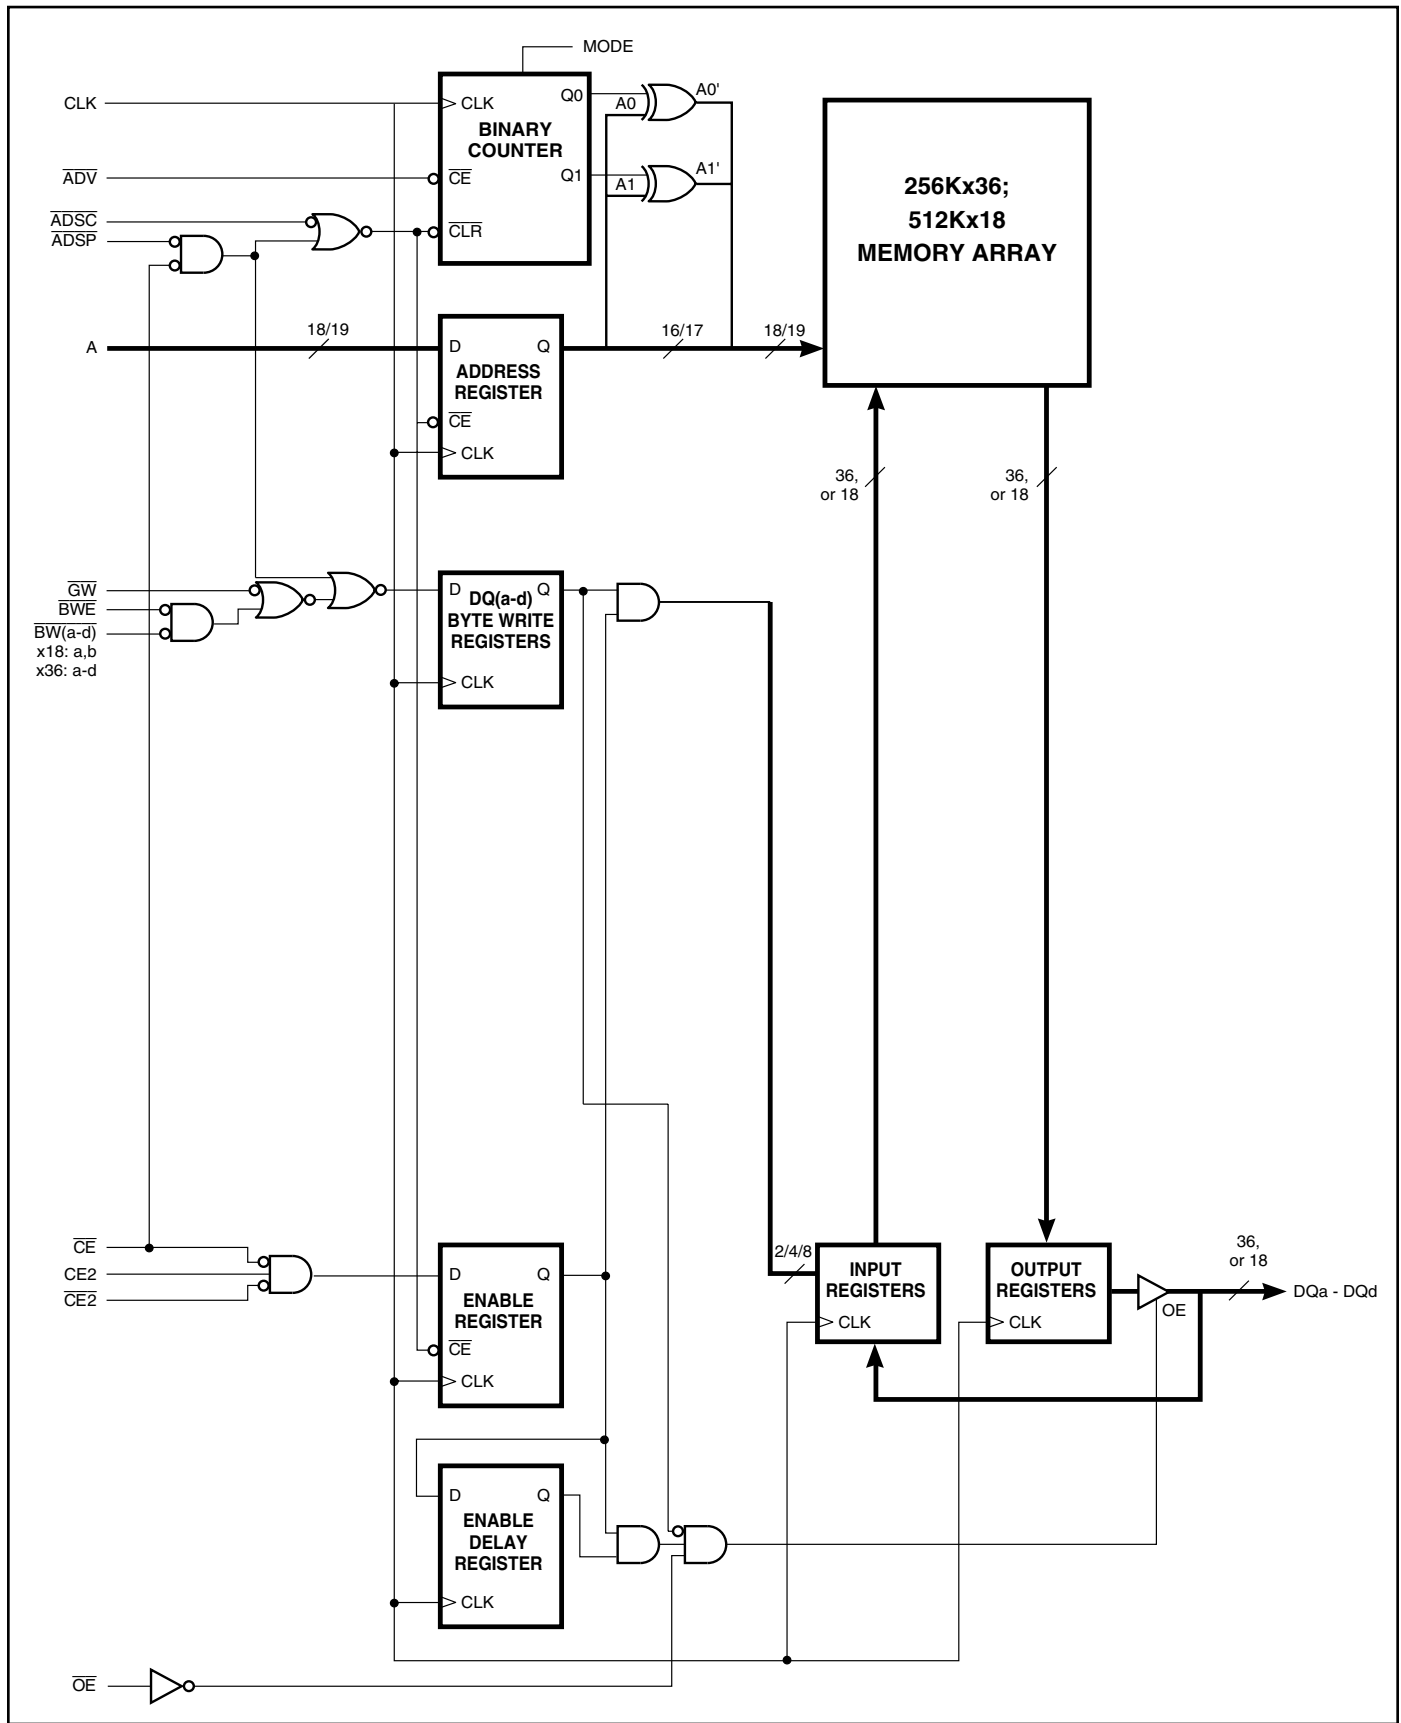 MODE
CLK
CLK
Q0
A0
A0'
BINARY
COUNTER
ADV
CE
Q1
A1
A1'
ADSC
ADSP
CLR
256Kx36;
512Kx18
MEMORY ARRAY
A
18/19
D
Q
16/17
18/19
ADDRESS
REGISTER
CE
CLK
36,
or 18
36,
or 18
GW
BWE
BW(a-d)
x18: a,b
x36: a-d
D
Q
DQ(a-d)
BYTE WRITE
REGISTERS
CLK
CE
CE2
CE2
D
Q
ENABLE
REGISTER
CE
CLK
2/4/8
INPUT
REGISTERS
CLK
OUTPUT
REGISTERS
CLK
OE
36,
or 18
DQa - DQd
D
Q
ENABLE
DELAY
REGISTER
CLK
OE